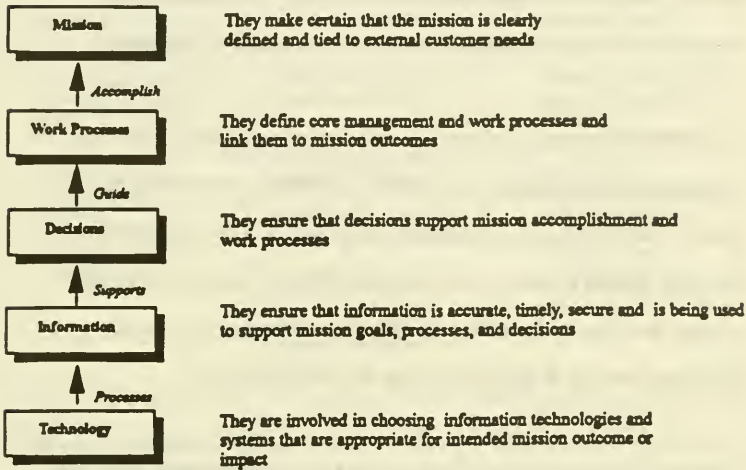 Mission
They make certain that the mission is clearly
defined and tied to external customer needs
Accomplish
Work Processes
They define core management and work processes and
link them to mission outcomes
Guide
Decisions
They ensure that decisions support mission accomplishment and
work processes
Supports
Information
They ensure that information is accurate, timely, secure and is being used
to support mission goals, processes, and decisions
Processes
Technology
They are involved in choosing information technologies and
systems that are appropriate for intended mission outcome or
impact